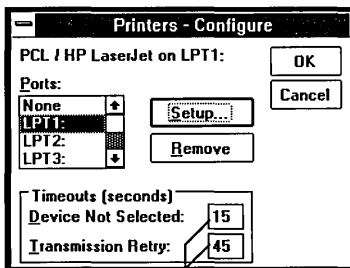 Printers - Configure
PCL / HP LaserJet on LPT1:
OK
Cancel
Ports:
None
LPT1:
LPT2:
LPT3:
Setup...
Remove
Timeouts (seconds)
Device Not Selected: 15
Transmission Retry: 45